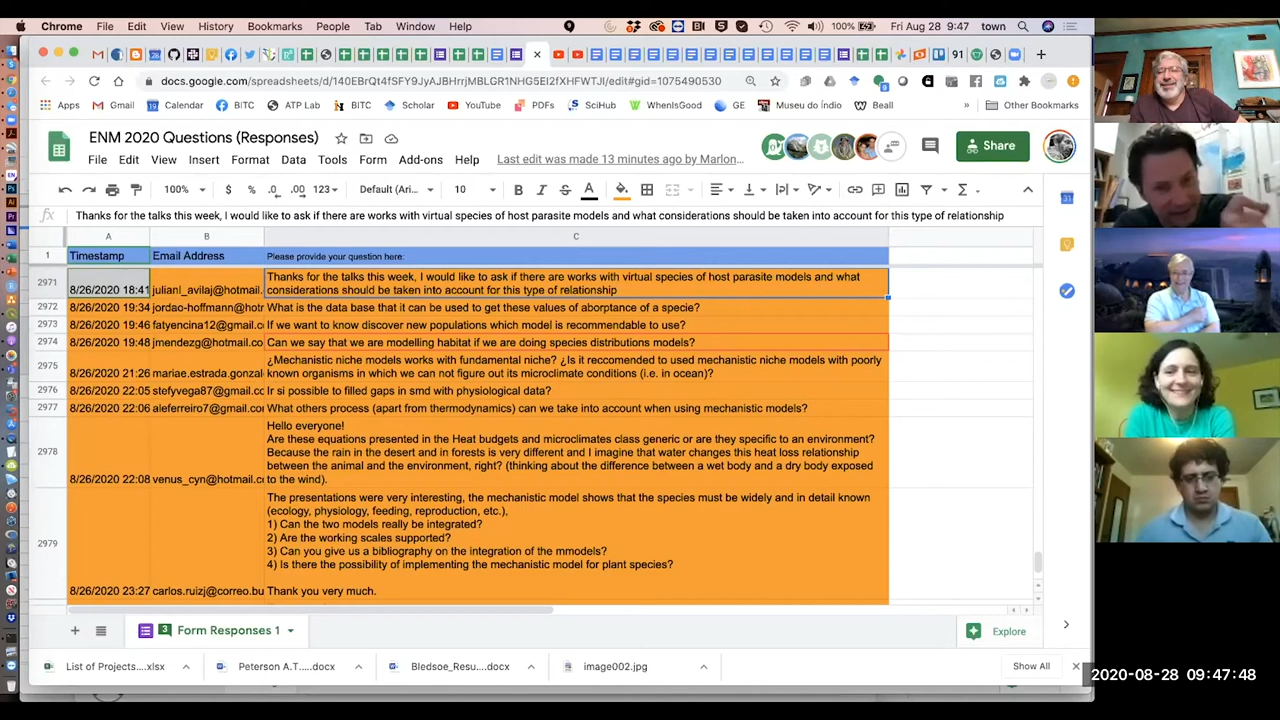 Chrome File Edit View History Bookmarks People Tab Window Help 100% Fri Aug 28 9:47 town
91
docs.google.com/spreadsheets/d/
/edit#gid=1075490530
Apps Gmail Calendar BITC ATP Lab BITC Scholar YouTube PDFs SciHub WhenIsGood GE Museu do Índio Beall » Other Bookmarks
ENM 2020 Questions (Responses)
File Edit View Insert Format Data Tools Form Add-ons Help Last edit was made 13 minutes ago by Marlon...
Share
100% $ % .0 .00 123 Default (Ari... 10 B I S A
fx Thanks for the talks this week, I would like to ask if there are works with virtual species of host parasite models and what considerations should be taken into account for this type of relationship
A B C
1 Timestamp Email Address Please provide your question here:
2971 8/26/2020 18:41 juliani_avilaj@hotmail. Thanks for the talks this week, I would like to ask if there are works with virtual species of host parasite models and what
considerations should be taken into account for this type of relationship
2972 8/26/2020 19:34 jordao-hoffmann@hotr What is the data base that it can be used to get these values of aborptance of a specie?
2973 8/26/2020 19:46 fatyencina12@gmail.c If we want to know discover new populations which model is recommendable to use?
2974 8/26/2020 19:48 jmendezg@hotmail.co Can we say that we are modelling habitat if we are doing species distributions models?
2975 8/26/2020 21:26 mariae.estrada.gonzal ¿Mechanistic niche models works with fundamental niche? ¿Is it reccomended to used mechanistic niche models with poorly
known organisms in which we can not figure out its microclimate conditions (i.e. in ocean)?
2976 8/26/2020 22:05 stefyvega87@gmail.cor Ir si possible to filled gaps in smd with physiological data?
2977 8/26/2020 22:06 aleferreiro7@gmail.con What others process (apart from thermodynamics) can we take into account when using mechanistic models?
2978 8/26/2020 22:08 venus_cyn@hotmail.cc Hello everyone!
Are these equations presented in the Heat budgets and microclimates class generic or are they specific to an environment?
Because the rain in the desert and in forests is very different and I imagine that water changes this heat loss relationship
between the animal and the environment, right? (thinking about the difference between a wet body and a dry body exposed
to the wind).
2979 8/26/2020 23:27 carlos.ruizj@correo.bu The presentations were very interesting, the mechanistic model shows that the species must be widely and in detail known
(ecology, physiology, feeding, reproduction, etc.),
1) Can the two models really be integrated?
2) Are the working scales supported?
3) Can you give us a bibliography on the integration of the mmodels?
4) Is there the possibility of implementing the mechanistic model for plant species?
Thank you very much.
3 Form Responses 1 Explore
List of Projects....xlsx Peterson A.T.....docx Bledsoe_Resu....docx image002.jpg Show All
2020-08-28 09:47:48